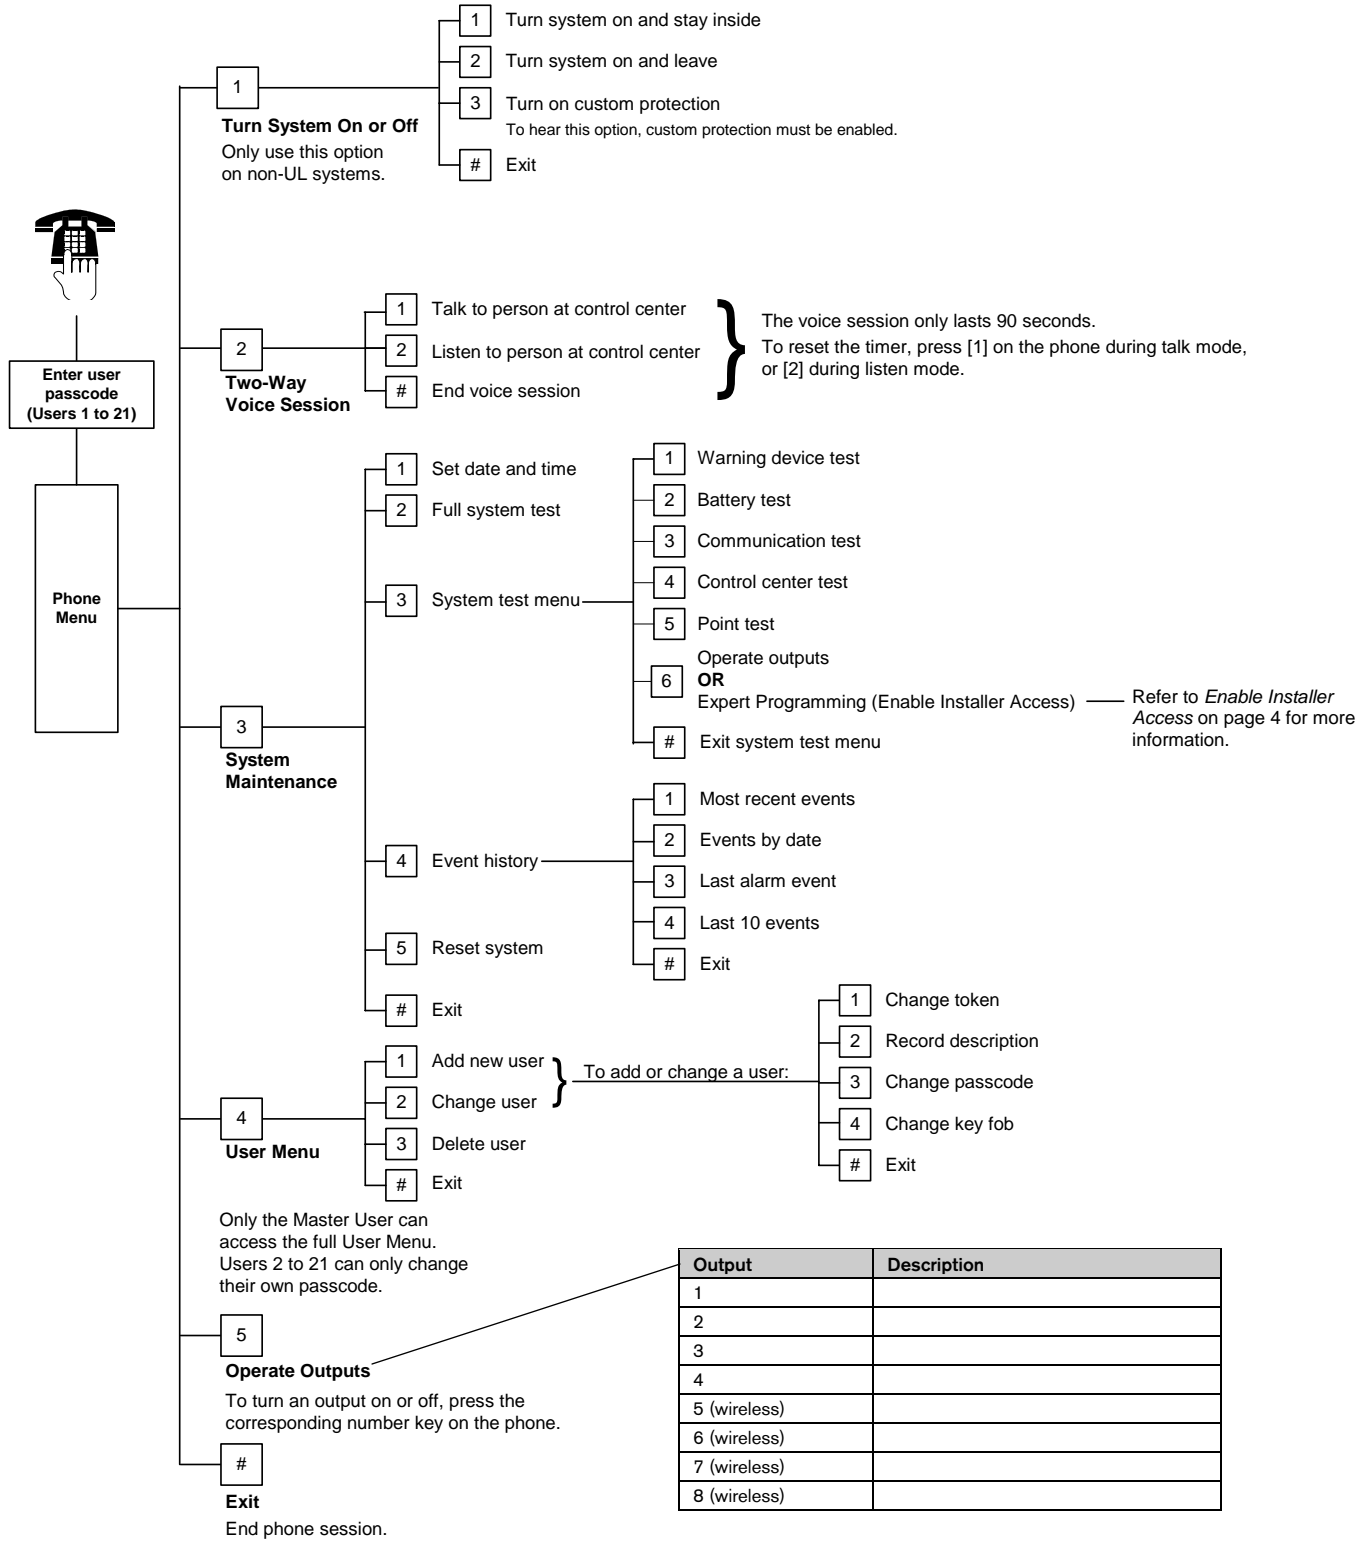 1 Turn system on and stay inside
2 Turn system on and leave
3 Turn on custom protection
To hear this option, custom protection must be enabled.
# Exit
1
Turn System On or Off
Only use this option
on non-UL systems.
Enter user
passcode
(Users 1 to 21)
Phone
Menu
2
Two-Way
Voice Session
1 Talk to person at control center
2 Listen to person at control center
# End voice session
The voice session only lasts 90 seconds.
To reset the timer, press [1] on the phone during talk mode,
or [2] during listen mode.
3
System
Maintenance
1 Set date and time
2 Full system test
3 System test menu
1 Warning device test
2 Battery test
3 Communication test
4 Control center test
5 Point test
6
Operate outputs
OR
Expert Programming (Enable Installer Access)
Refer to Enable Installer
Access on page 4 for more
information.
# Exit system test menu
4 Event history
1 Most recent events
2 Events by date
3 Last alarm event
4 Last 10 events
# Exit
5 Reset system
# Exit
4
User Menu
1 Add new user
2 Change user
3 Delete user
# Exit
To add or change a user:
1 Change token
2 Record description
3 Change passcode
4 Change key fob
# Exit
Only the Master User can
access the full User Menu.
Users 2 to 21 can only change
their own passcode.
5
Operate Outputs
To turn an output on or off, press the
corresponding number key on the phone.
Output Description
1
2
3
4
5 (wireless)
6 (wireless)
7 (wireless)
8 (wireless)
#
Exit
End phone session.